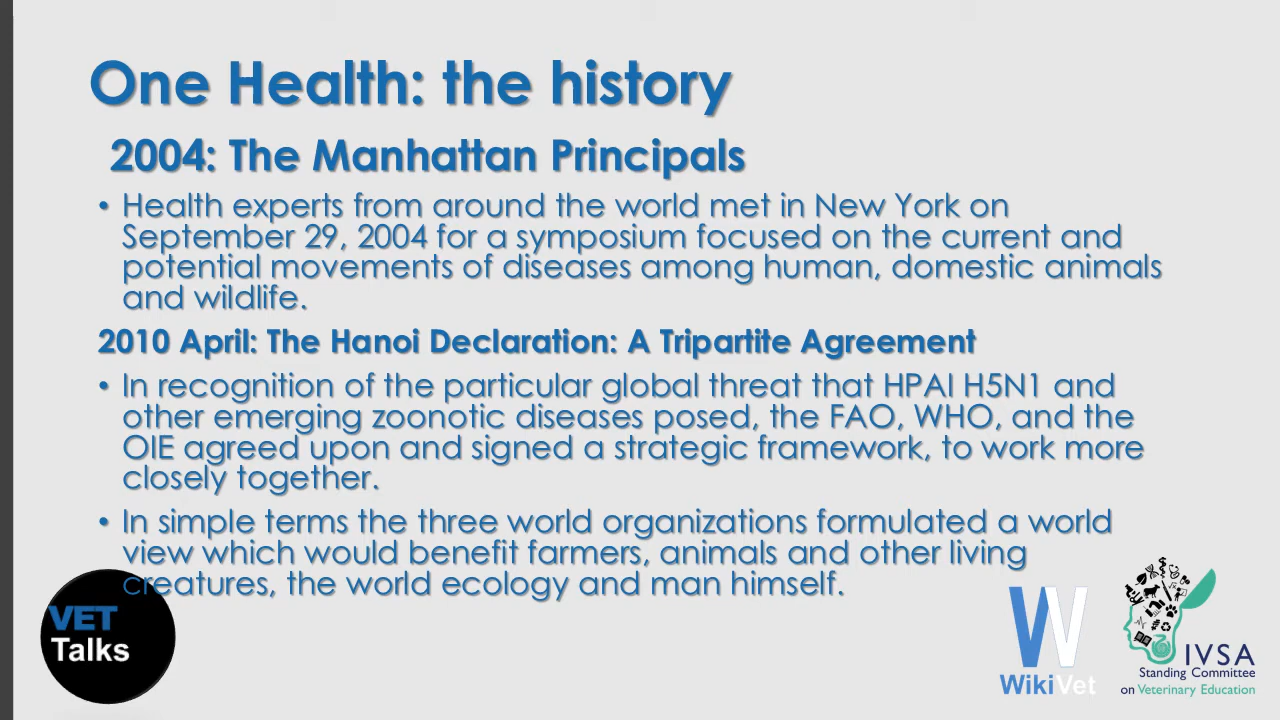 One Health: the history
2004: The Manhattan Principals
• Health experts from around the world met in New York on
September 29, 2004 for a symposium focused on the current and
potential movements of diseases among human, domestic animals
and wildlife.
2010 April: The Hanoi Declaration: A Tripartite Agreement
• In recognition of the particular global threat that HPAI H5N1 and
other emerging zoonotic diseases posed, the FAO, WHO, and the
OIE agreed upon and signed a strategic framework, to work more
closely together.
• In simple terms the three world organizations formulated a world
view which would benefit farmers, animals and other living
creatures, the world ecology and man himself.
VET
Talks
W
WikiVet
IVSA
Standing Committee
on Veterinary Education